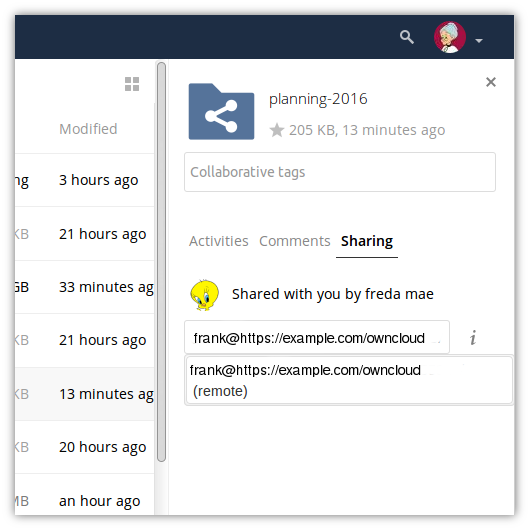 planning-2016
205 KB, 13 minutes ago
Collaborative tags
Modified
ng 3 hours ago
KB 21 hours ago
GB 33 minutes ag
KB 21 hours ago
KB 13 minutes ag
KB 20 hours ago
MB an hour ago
Activities Comments Sharing
Shared with you by freda mae
frank@https://example.com/owncloud
i
frank@https://example.com/owncloud
(remote)